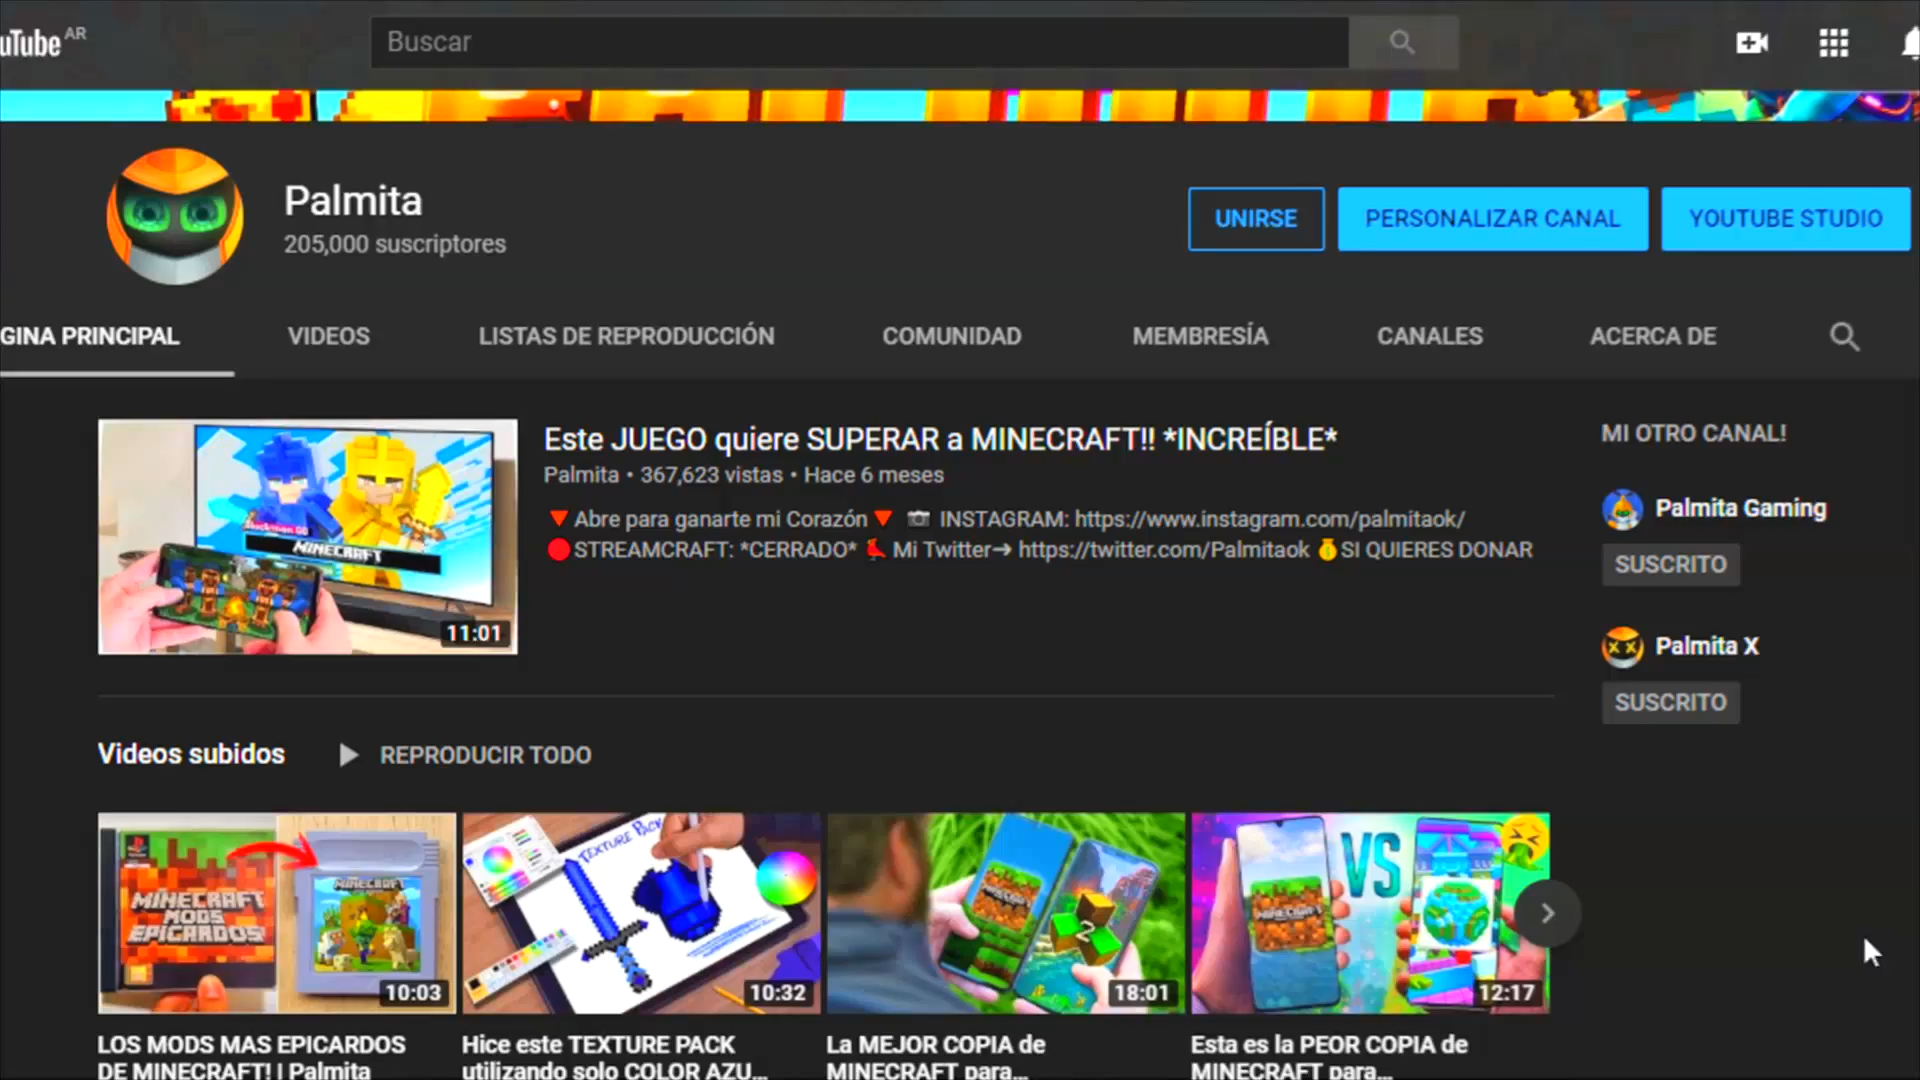 uTube AR
Buscar
Palmita
205,000 suscriptores
UNIRSE
PERSONALIZAR CANAL
YOUTUBE STUDIO
GINA PRINCIPAL
VIDEOS
LISTAS DE REPRODUCCIÓN
COMUNIDAD
MEMBRESÍA
CANALES
ACERCA DE
MINECRAFT
11:01
Este JUEGO quiere SUPERAR a MINECRAFT!! *INCREÍBLE*
Palmita • 367,623 vistas • Hace 6 meses
🔻Abre para ganarte mi Corazón🔻 📷 INSTAGRAM: https://www.instagram.com/palmitaok/
🔴STREAMCRAFT: *CERRADO* 🐦 Mi Twitter➔ https://twitter.com/Palmitaok 🏅SI QUIERES DONAR
MI OTRO CANAL!
Palmita Gaming
SUSCRITO
Palmita X
SUSCRITO
Videos subidos
REPRODUCIR TODO
MINECRAFT
MODS
EPICARDOS
MINECRAFT
10:03
TEXTURE PACK
10:32
MINECRAFT
2
18:01
MINECRAFT
VS
12:17
LOS MODS MAS EPICARDOS
DE MINECRAFT! | Palmita
Hice este TEXTURE PACK
utilizando solo COLOR AZU...
La MEJOR COPIA de
MINECRAFT para...
Esta es la PEOR COPIA de
MINECRAFT para...